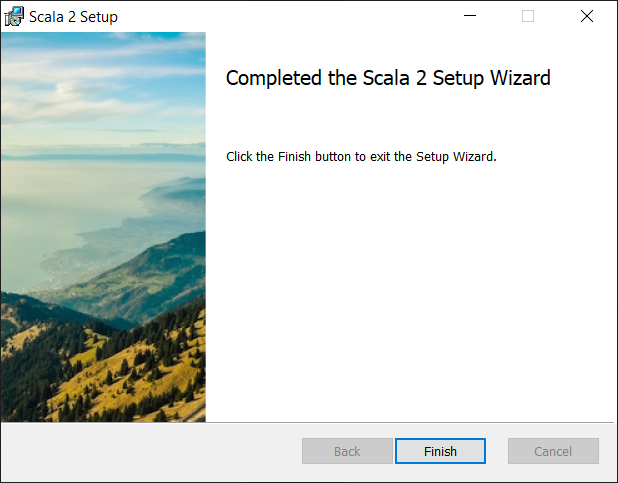 Scala 2 Setup
Completed the Scala 2 Setup Wizard
Click the Finish button to exit the Setup Wizard.
Back
Finish
Cancel